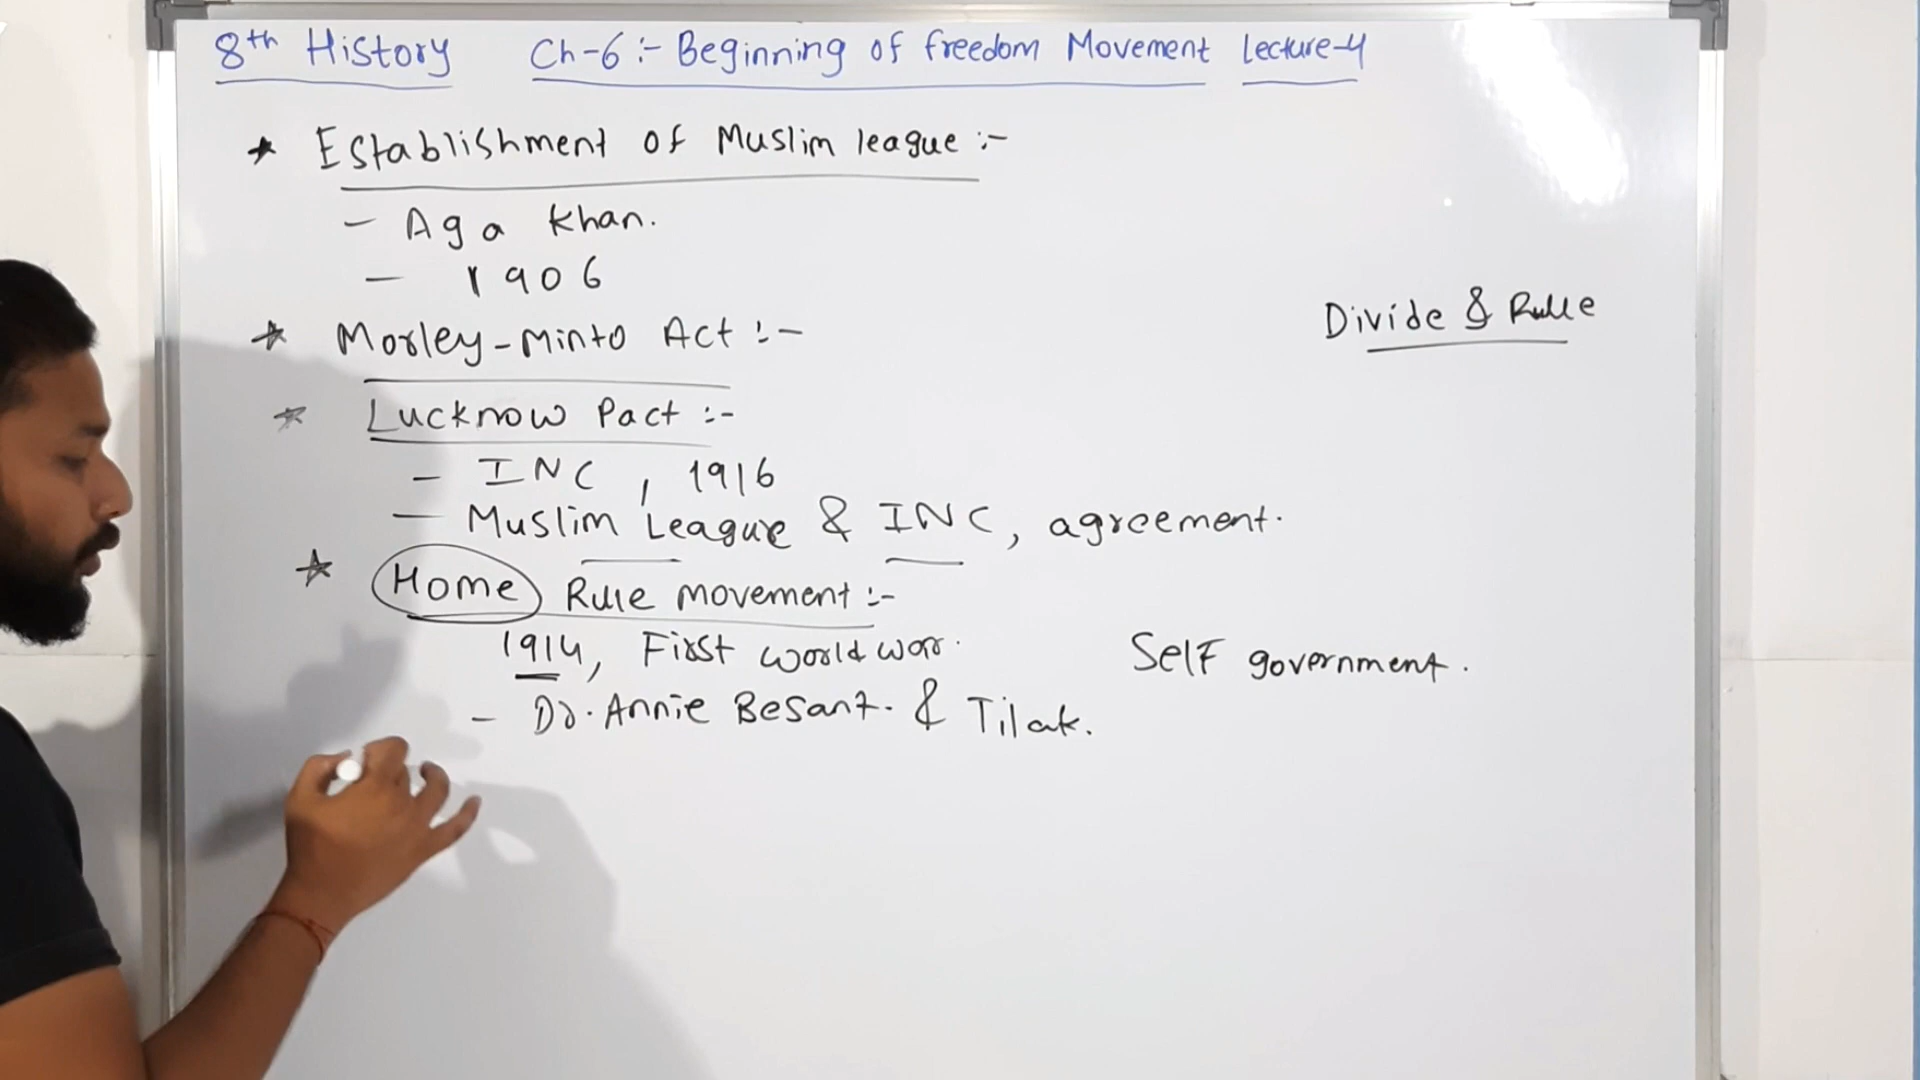 8th History Ch-6:- Beginning of freedom Movement Lecture-4
★ Establishment of Muslim league :-
- Aga Khan.
- 1906
★ Morley-Minto Act :-
Divide & Rule
★ Lucknow Pact :-
- INC, 1916
- Muslim League & INC, agreement.
★ Home Rule movement :-
1914, First world war.
Self government.
- Dr. Annie Besant. & Tilak.